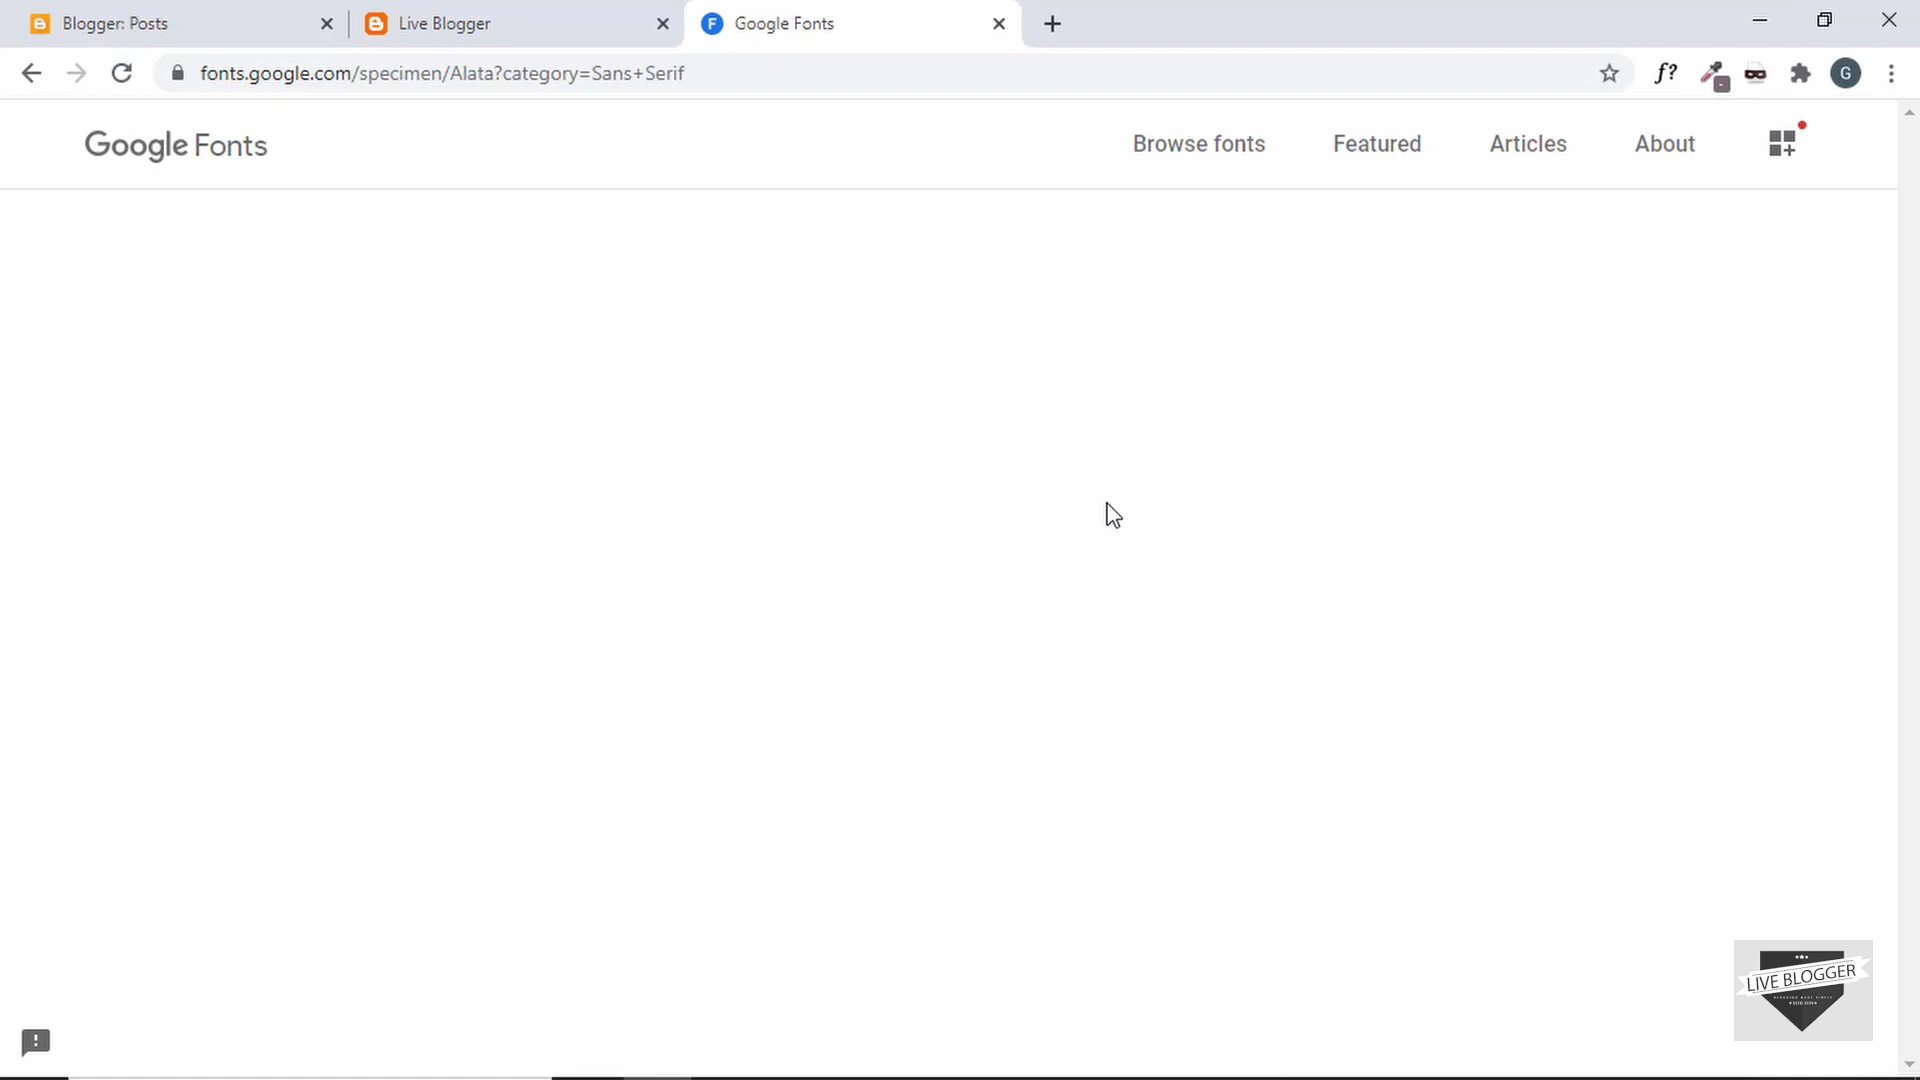 Blogger: Posts
Live Blogger
F Google Fonts
fonts.google.com/specimen/Alata?category=Sans+Serif
f?
G
Google Fonts
Browse fonts
Featured
Articles
About
LIVE BLOGGER